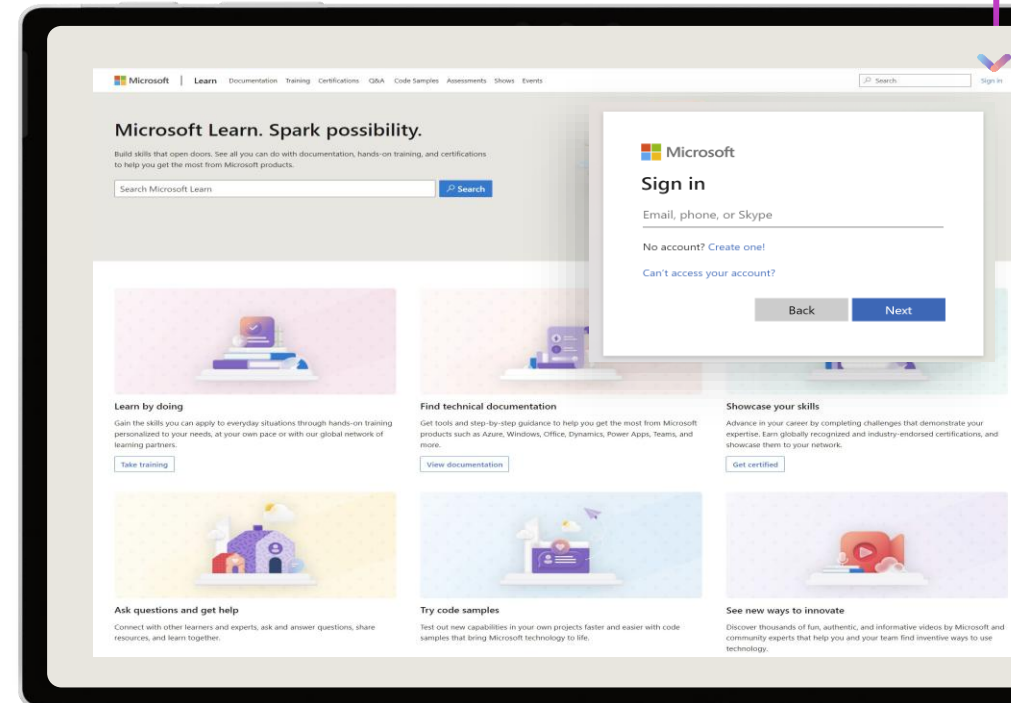 Microsoft | Learn Documentation Training Certifications Q&A Code Samples Assessments Shows Events
Search Sign in
Microsoft Learn. Spark possibility.
Build skills that open doors. See all you can do with documentation, hands-on training, and certifications
to help you get the most from Microsoft products.
Search Microsoft Learn
Search
Microsoft
Sign in
Email, phone, or Skype
No account? Create one!
Can't access your account?
Back
Next
Learn by doing
Gain the skills you can apply to everyday situations through hands-on training
personalized to your needs, at your own pace or with our global network of
learning partners.
Take training
Find technical documentation
Get tools and step-by-step guidance to help you get the most from Microsoft
products such as Azure, Windows, Office, Dynamics, Power Apps, Teams, and
more.
View documentation
Showcase your skills
Advance in your career by completing challenges that demonstrate your
expertise. Earn globally recognized and industry-endorsed certifications, and
showcase them to your network.
Get certified
Ask questions and get help
Connect with other learners and experts, ask and answer questions, share
resources, and learn together.
Try code samples
Test out new capabilities in your own projects faster and easier with code
samples that bring Microsoft technology to life.
See new ways to innovate
Discover thousands of fun, authentic, and informative videos by Microsoft and
community experts that help you and your team find inventive ways to use
technology.